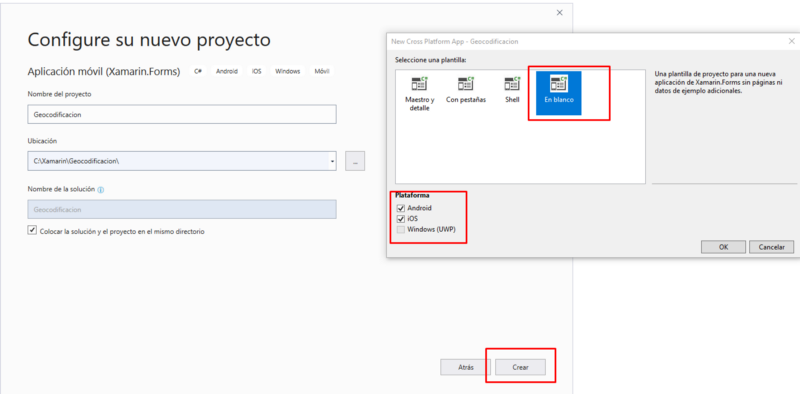 Configure su nuevo proyecto
Aplicación móvil (Xamarin.Forms) C# Android iOS Windows Móvil
Nombre del proyecto
Geocodificacion
Ubicación
C:\Xamarin\Geocodificacion\
...
Nombre de la solución
Geocodificacion
Colocar la solución y el proyecto en el mismo directorio
Atrás
Crear
New Cross Platform App - Geocodificacion
Seleccione una plantilla:
Maestro y
detalle
Con pestañas
Shell
En blanco
Una plantilla de proyecto para una nueva
aplicación de Xamarin.Forms sin páginas ni
datos de ejemplo adicionales.
Plataforma
Android
iOS
Windows (UWP)
OK
Cancelar